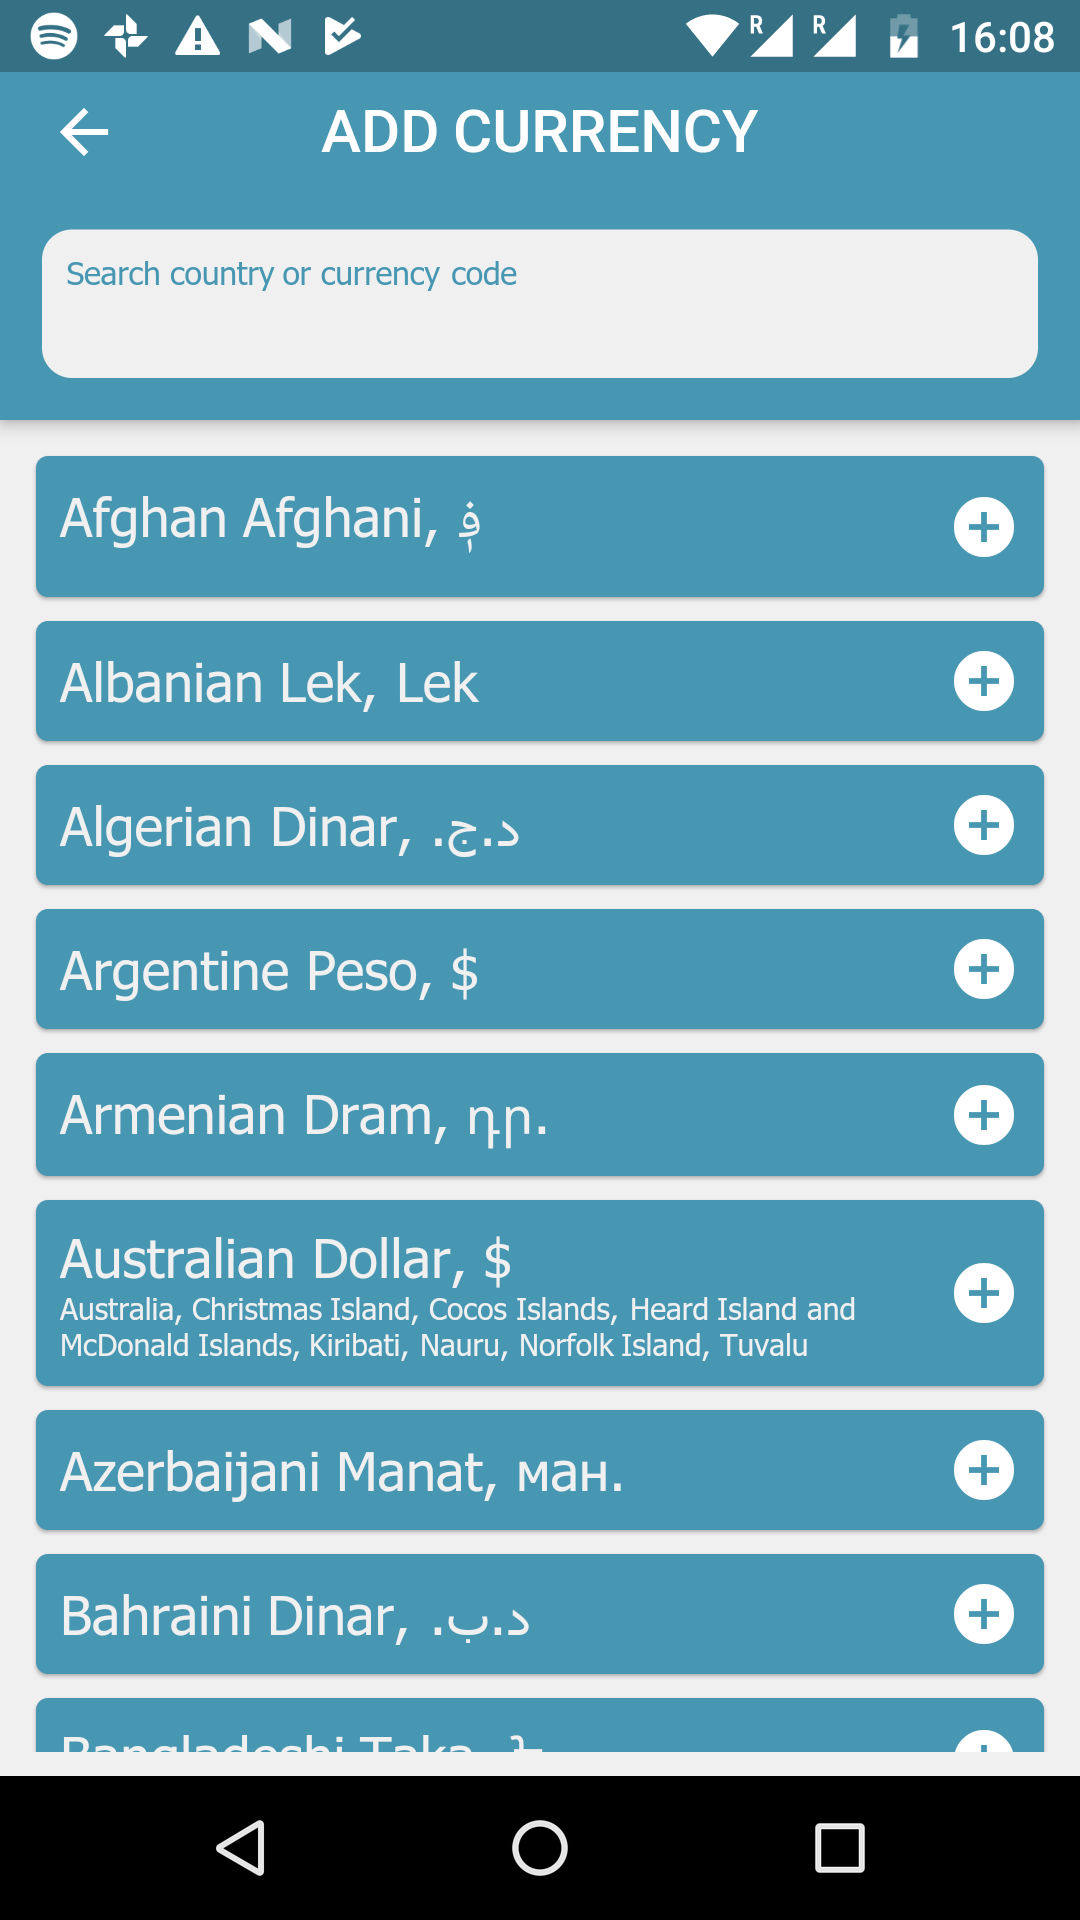 R R 16:08
ADD CURRENCY
Search country or currency code
Afghan Afghani, ؋
Albanian Lek, Lek
Algerian Dinar, د.ج.
Argentine Peso, $
Armenian Dram, դր.
Australian Dollar, $
Australia, Christmas Island, Cocos Islands, Heard Island and
McDonald Islands, Kiribati, Nauru, Norfolk Island, Tuvalu
Azerbaijani Manat, ман.
Bahraini Dinar, د.ب.
Bangladeshi Taka,